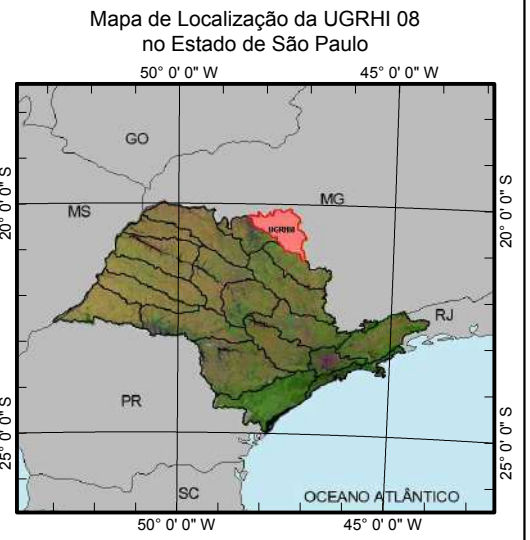 Mapa de Localização da UGRHI 08
no Estado de São Paulo
50° 0' 0" W
45° 0' 0" W
GO
MS
MG
20° 0' 0" S
20° 0' 0" S
UGRHI8
RJ
PR
25° 0' 0" S
25° 0' 0" S
SC
OCEANO ATLÂNTICO
50° 0' 0" W
45° 0' 0" W